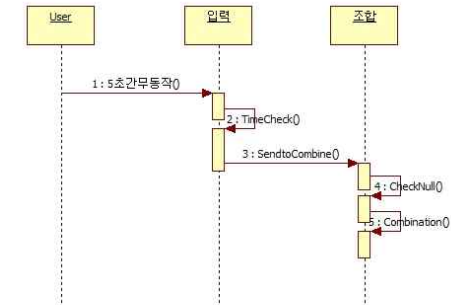 User
입력
조합
1 : 5초간무동작()
2 : TimeCheck()
3 : SendtoCombine()
4 : CheckNull()
5 : Combination()